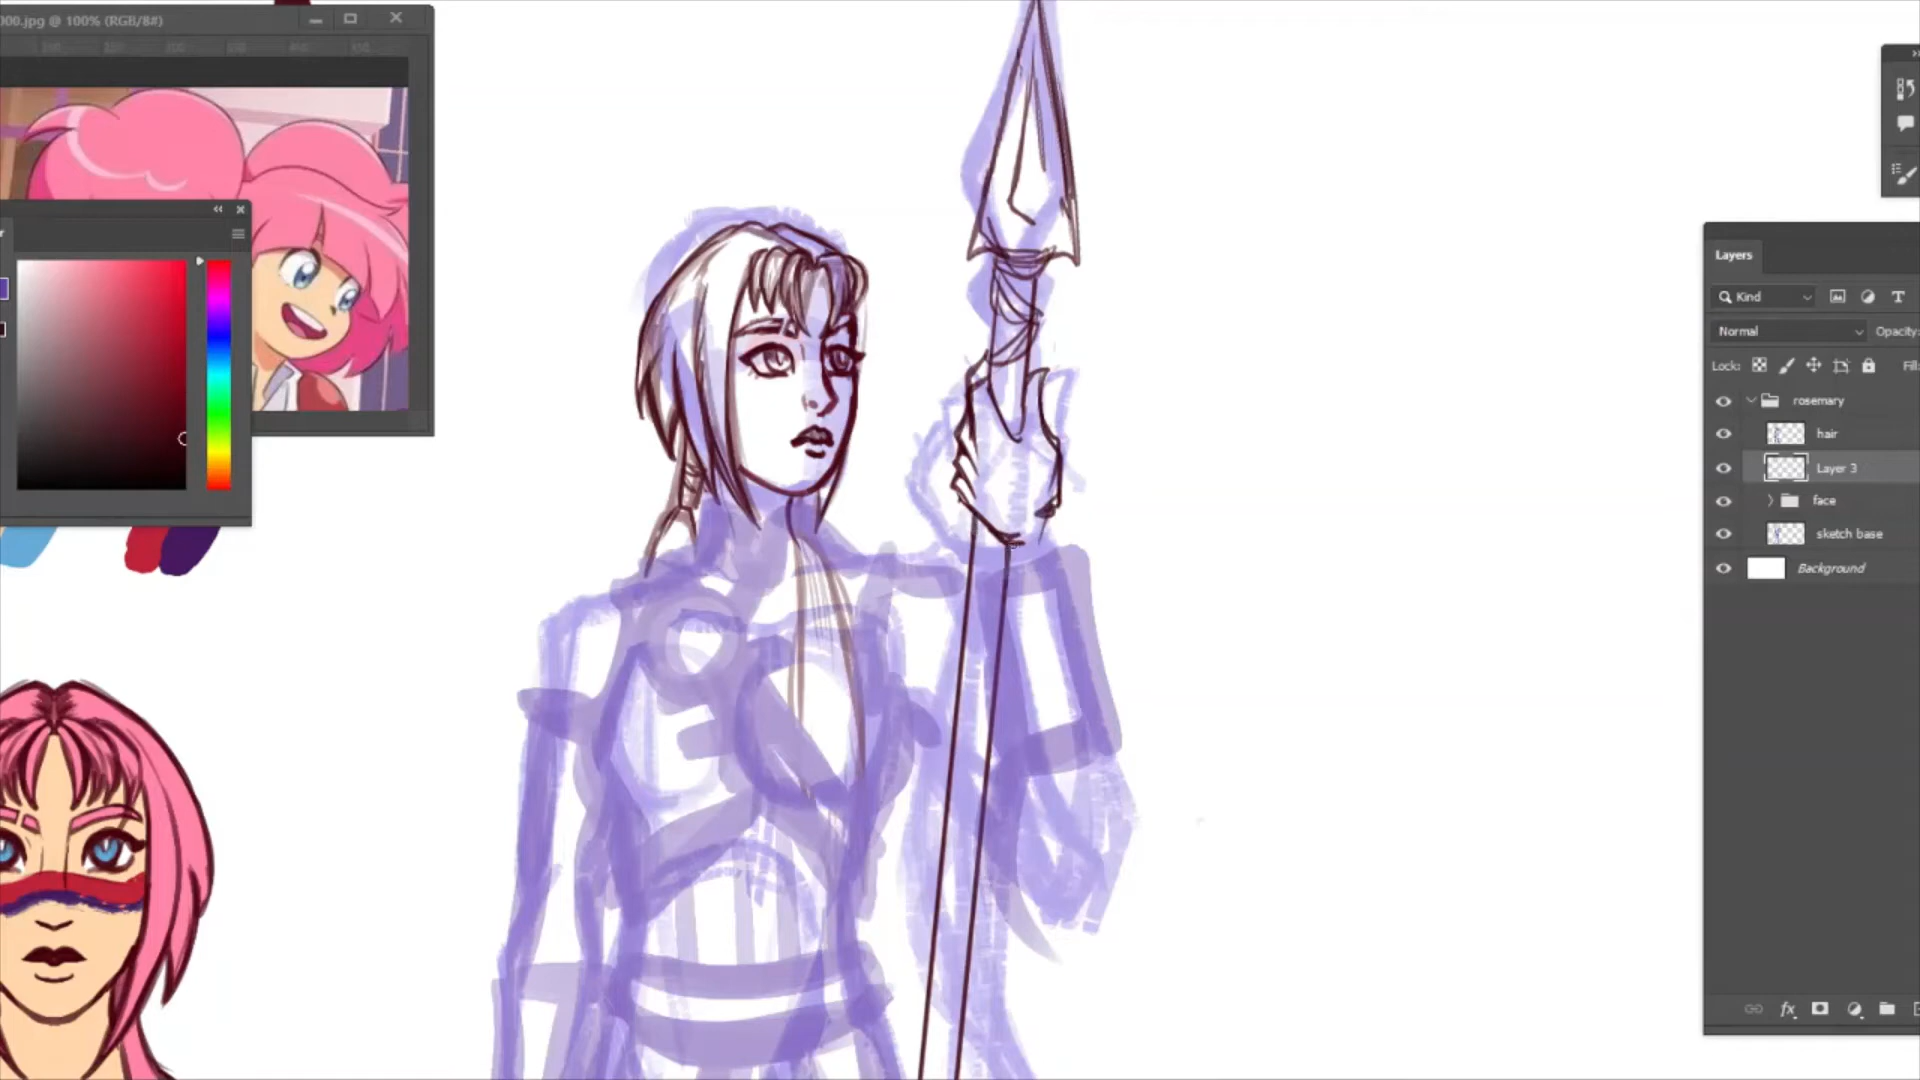 000.jpg @ 100% (RGB/8#)
Layers
Kind
Normal
Opacity:
Lock:
Fill:
rosemary
hair
Layer 3
face
sketch base
Background
fx